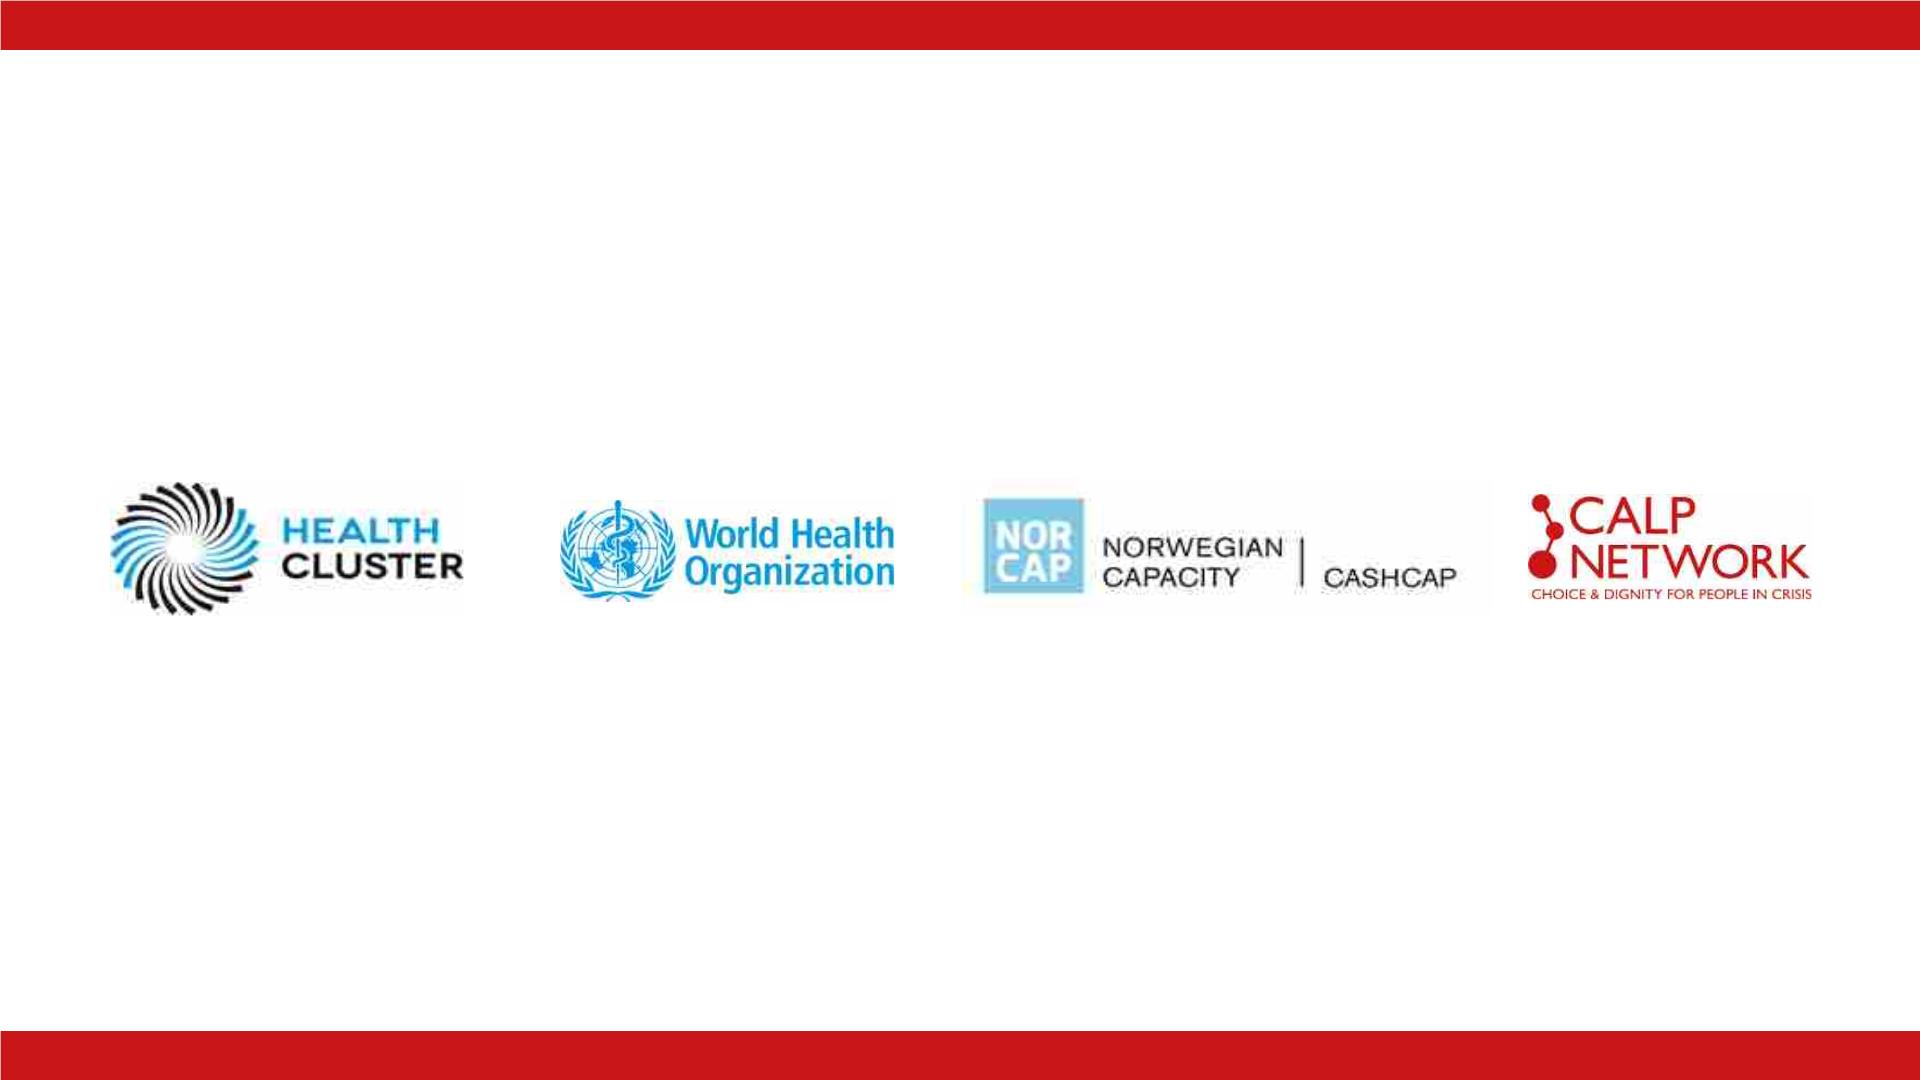 HEALTH
CLUSTER
World Health
Organization
NOR
CAP
NORWEGIAN
CAPACITY
CASHCAP
CALP
NETWORK
CHOICE & DIGNITY FOR PEOPLE IN CRISIS